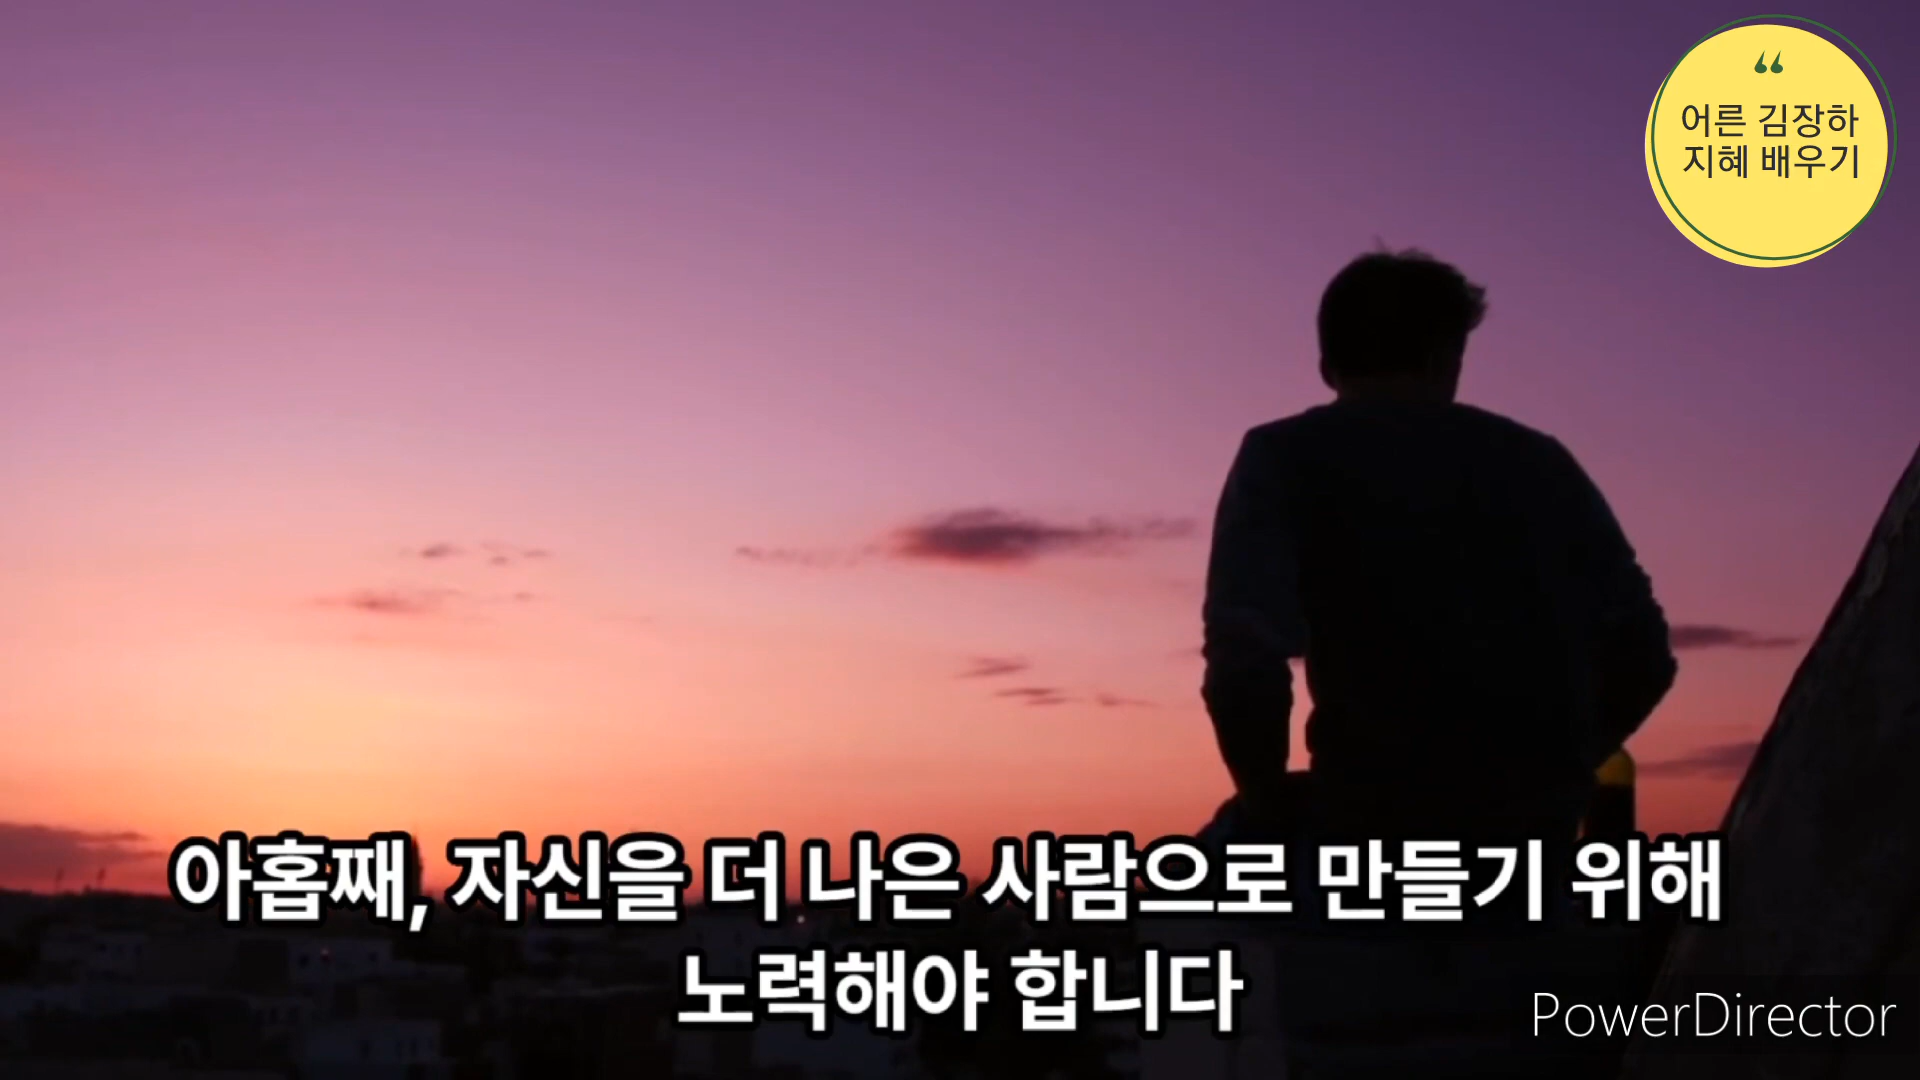 “
어른 김장하
지혜 배우기
아홉째, 자신을 더 나은 사람으로 만들기 위해
노력해야 합니다
PowerDirector